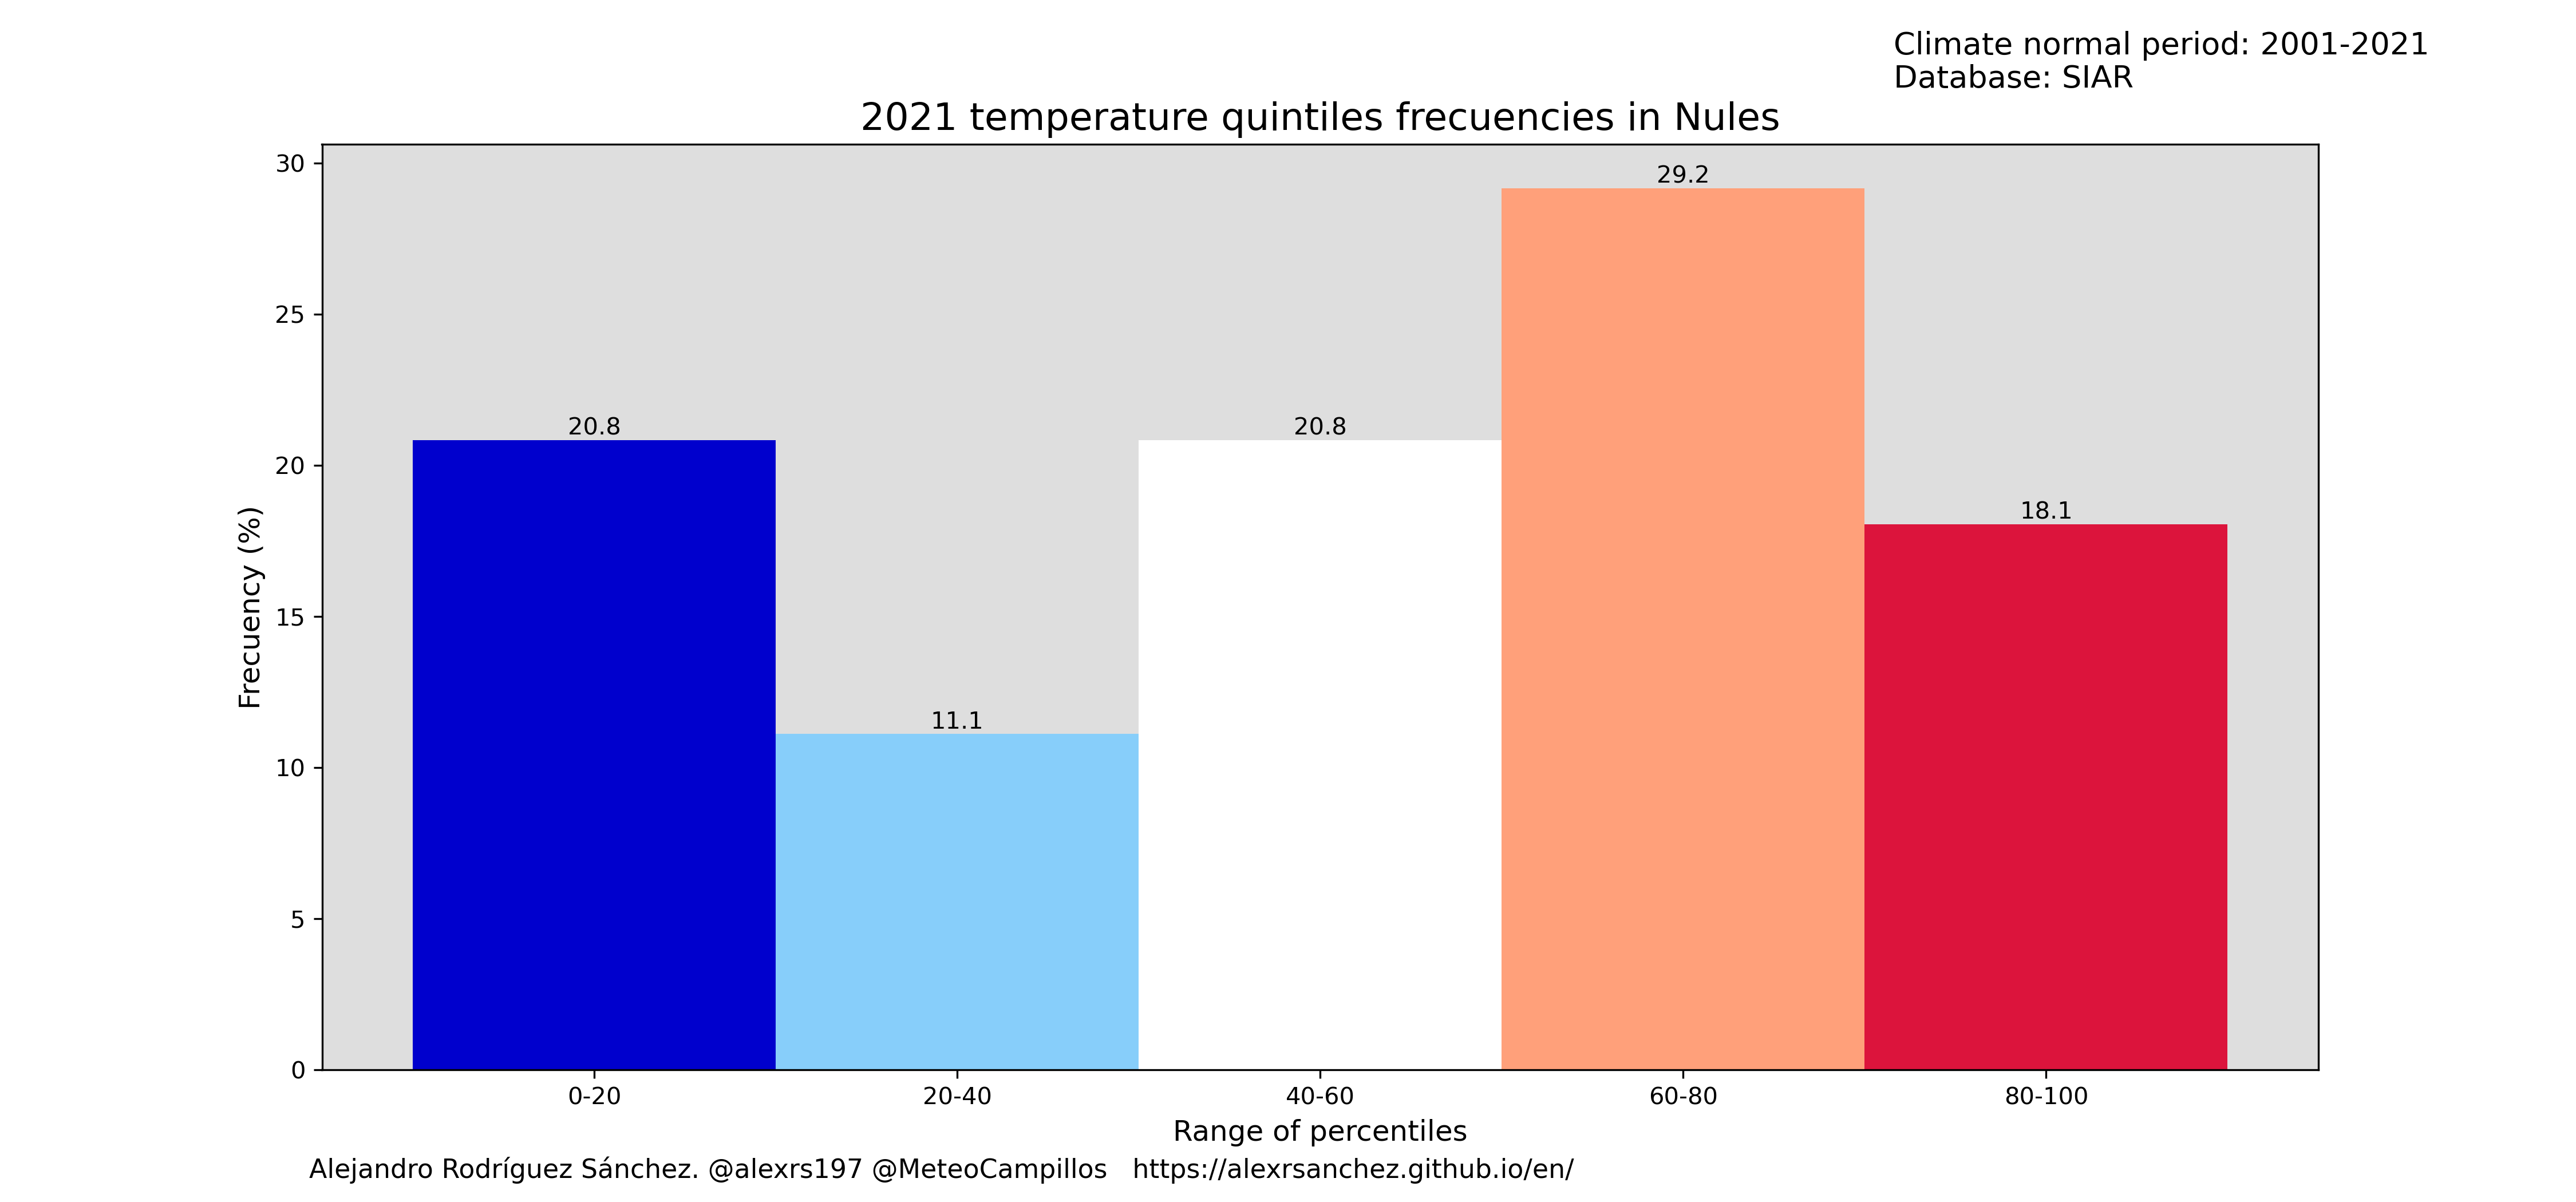 Climate normal period: 2001-2021
Database: SIAR
2021 temperature quintiles frecuencies in Nules
30
25
20
15
10
5
0
Frecuency (%)
20.8
11.1
20.8
29.2
18.1
0-20
20-40
40-60
60-80
80-100
Range of percentiles
Alejandro Rodríguez Sánchez. @alexrs197 @MeteoCampillos https://alexrsanchez.github.io/en/